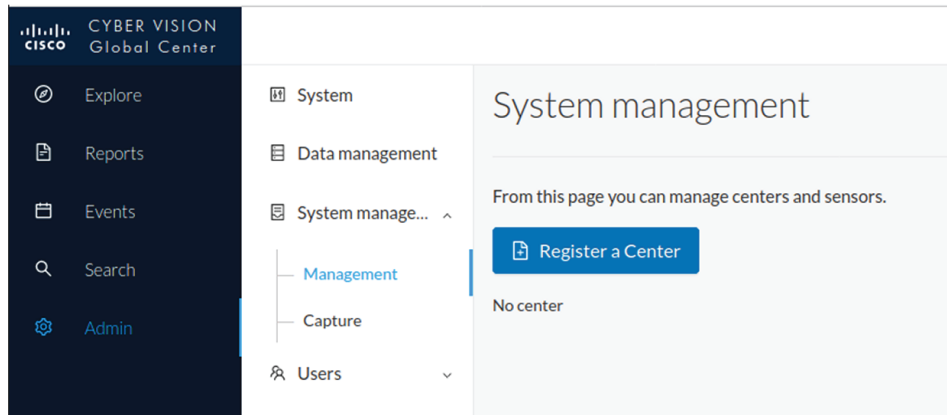 CISCO
CYBER VISION
Global Center
Explore
Reports
Events
Search
Admin
System
Data management
System manage...
Management
Capture
Users
System management
From this page you can manage centers and sensors.
Register a Center
No center